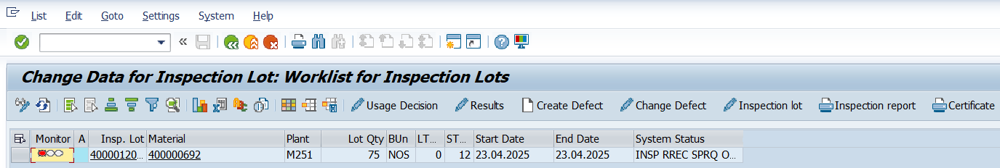 List Edit Goto Settings System Help
Change Data for Inspection Lot: Worklist for Inspection Lots
Usage Decision Results Create Defect Change Defect Inspection lot Inspection report Certificate
Monitor A Insp. Lot Material Plant Lot Qty BUn LT... ST... Start Date End Date System Status
40000120... 400000692 M251 75 NOS 0 12 23.04.2025 23.04.2025 INSP RREC SPRQ O...